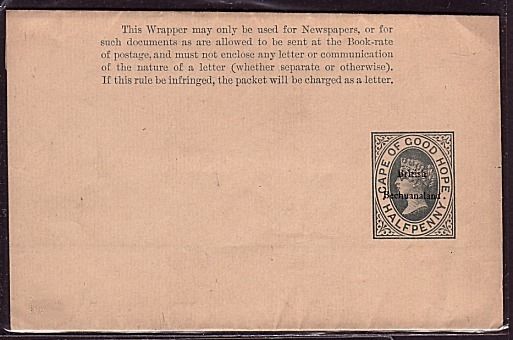 This Wrapper may only be used for Newspapers, or for
such documents as are allowed to be sent at the Book-rate
of postage, and must not enclose any letter or communication
of the nature of a letter (whether separate or otherwise).
If this rule be infringed, the packet will be charged as a letter.
CAPE OF GOOD HOPE.
British
Bechuanaland
HALFPENNY.